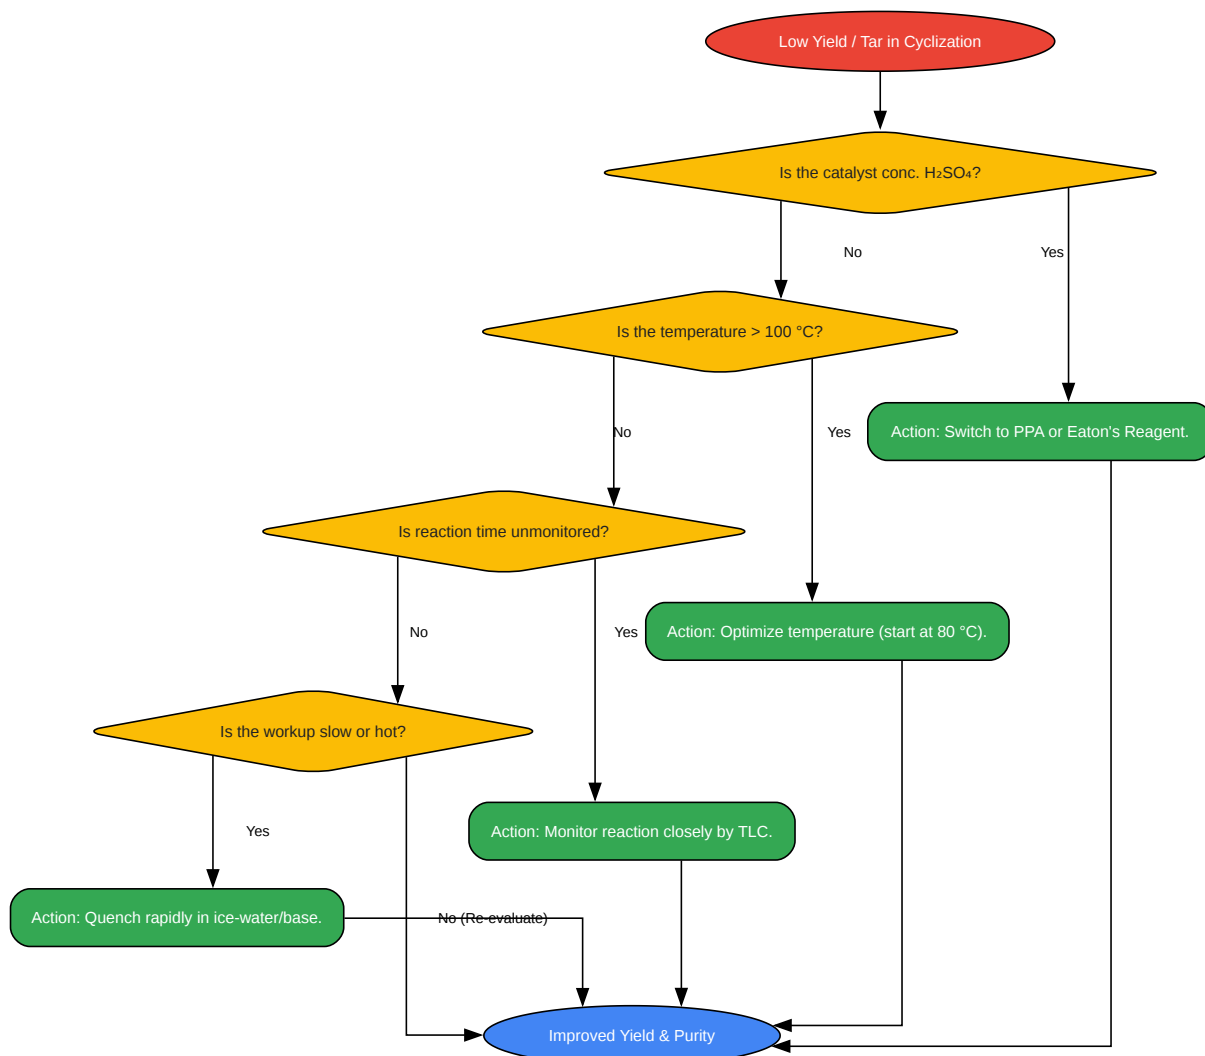 Low Yield / Tar in Cyclization
Is the catalyst conc. H₂SO₄?
No
Yes
Is the temperature > 100 °C?
No
Yes
Action: Switch to PPA or Eaton's Reagent.
Is reaction time unmonitored?
No
Yes
Action: Optimize temperature (start at 80 °C).
Is the workup slow or hot?
Yes
Action: Monitor reaction closely by TLC.
Action: Quench rapidly in ice-water/base.
No (Re-evaluate)
Improved Yield & Purity